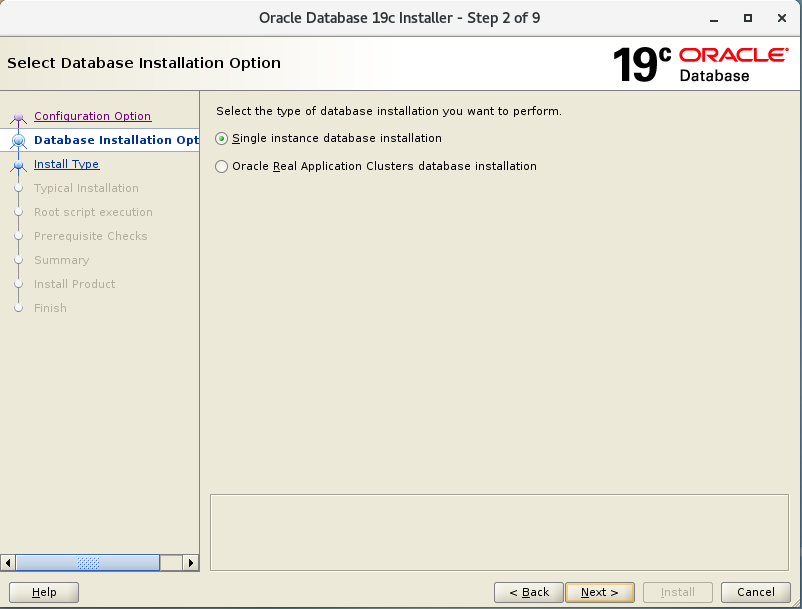 Oracle Database 19c Installer - Step 2 of 9
Select Database Installation Option
19c ORACLE
Database
Configuration Option
Database Installation Opt
Install Type
Typical Installation
Root script execution
Prerequisite Checks
Summary
Install Product
Finish
Select the type of database installation you want to perform.
Single instance database installation
Oracle Real Application Clusters database installation
Help
< Back
Next >
Install
Cancel